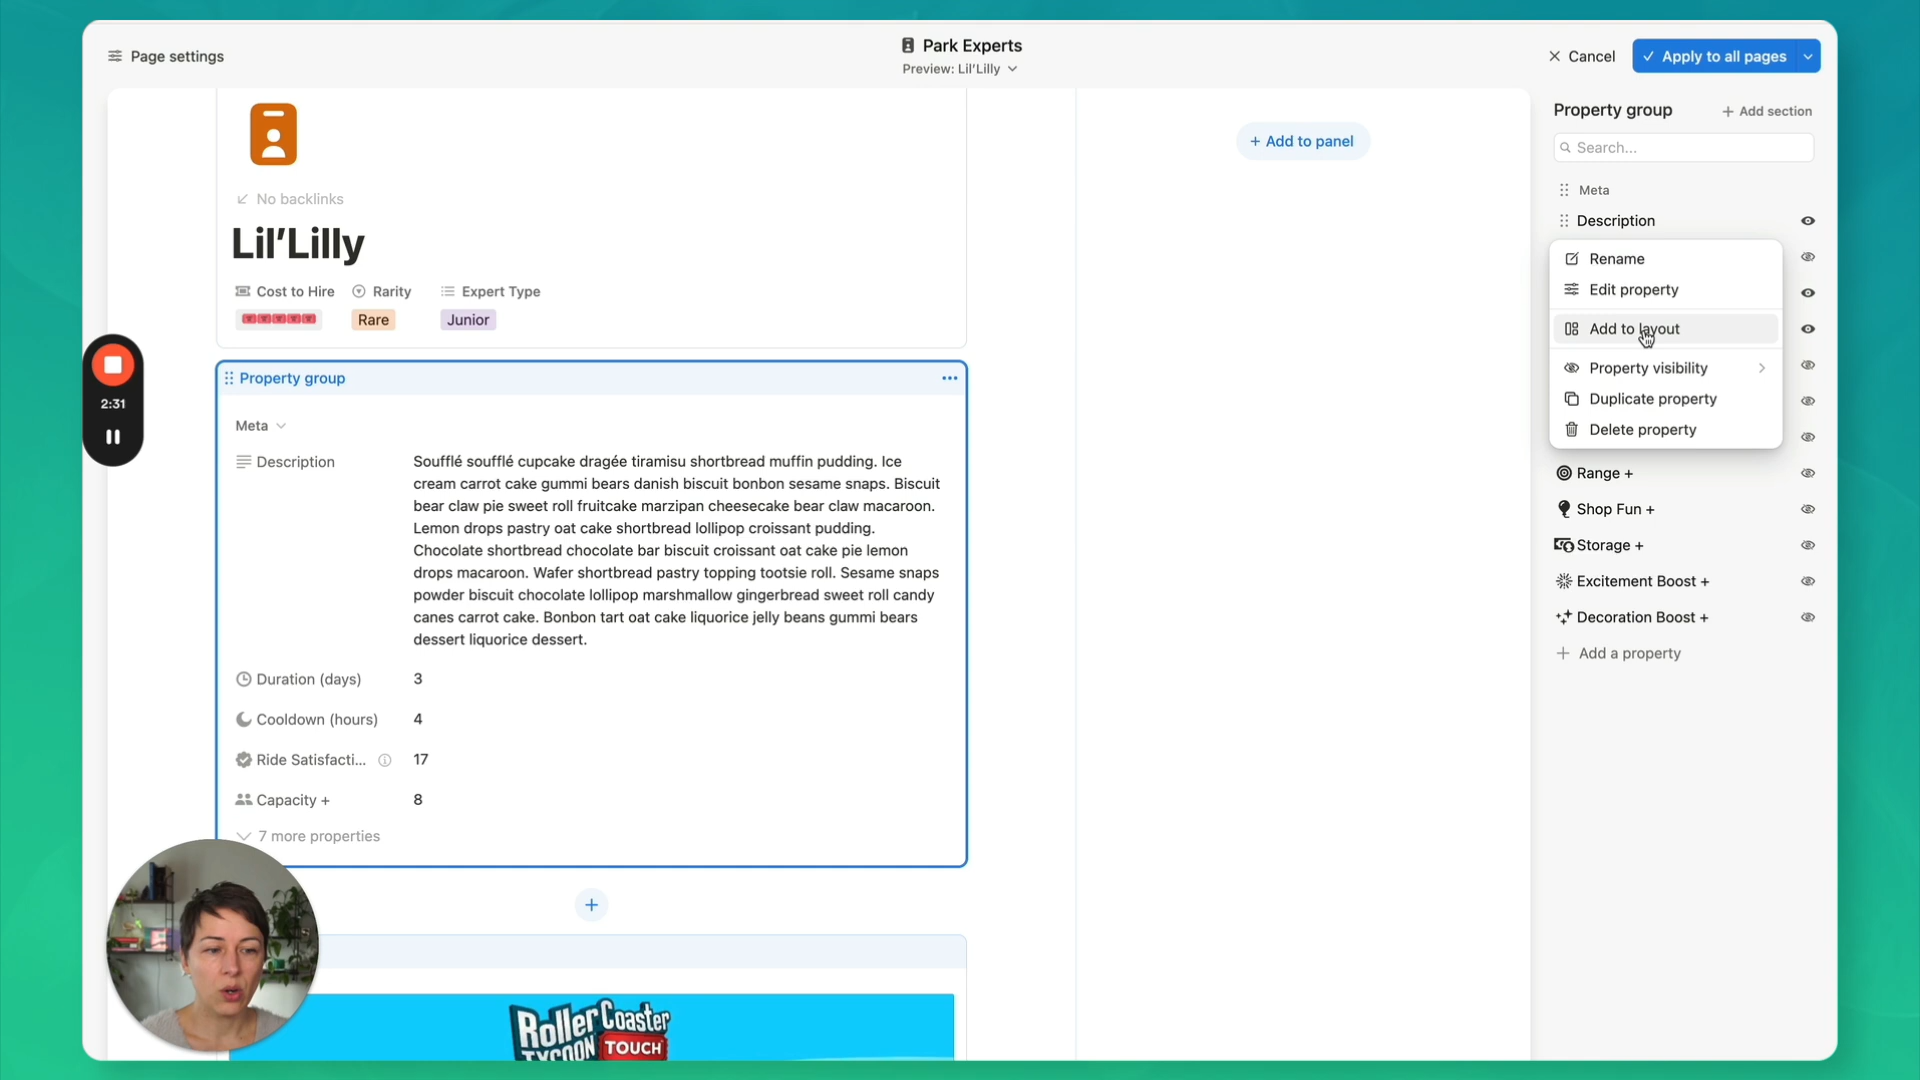 Page settings
Park Experts
Preview: Lil'Lilly
Cancel
Apply to all pages
No backlinks
Lil'Lilly
Cost to Hire
Rarity
Expert Type
Rare
Junior
+ Add to panel
Property group
Meta
Description
Soufflé soufflé cupcake dragée tiramisu shortbread muffin pudding. Ice
cream carrot cake gummi bears danish biscuit bonbon sesame snaps. Biscuit
bear claw pie sweet roll fruitcake marzipan cheesecake bear claw macaroon.
Lemon drops pastry oat cake shortbread lollipop croissant pudding.
Chocolate shortbread chocolate bar biscuit croissant oat cake pie lemon
drops macaroon. Wafer shortbread pastry topping tootsie roll. Sesame snaps
powder biscuit chocolate lollipop marshmallow gingerbread sweet roll candy
canes carrot cake. Bonbon tart oat cake liquorice jelly beans gummi bears
dessert liquorice dessert.
Duration (days)
3
Cooldown (hours)
4
Ride Satisfacti...
17
Capacity +
8
7 more properties
2:31
RollerCoaster
TYCOON TOUCH
Property group
+ Add section
Search...
Meta
Description
Rename
Edit property
Add to layout
Property visibility
Duplicate property
Delete property
Range +
Shop Fun +
Storage +
Excitement Boost +
Decoration Boost +
+ Add a property